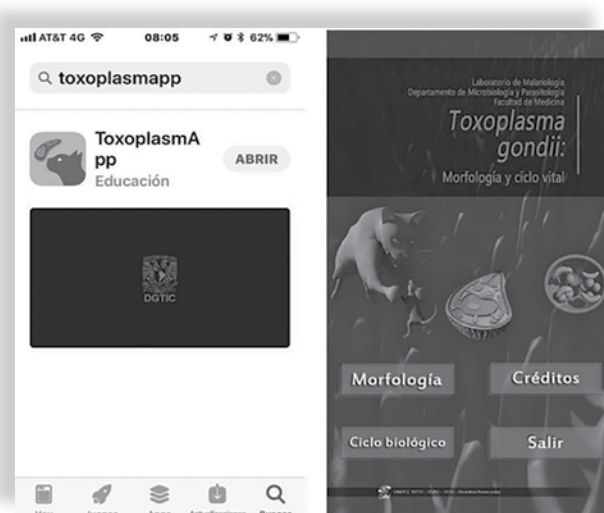 AT&T 4G 08:05 62%
toxoplasmapp
ToxoplasmA
pp
Educación
ABRIR
DGTIC
Laboratorio de Malariología
Departamento de Microbiología y Parasitología
Facultad de Medicina
Toxoplasma
gondii:
Morfología y ciclo vital
Morfología
Créditos
Ciclo biológico
Salir